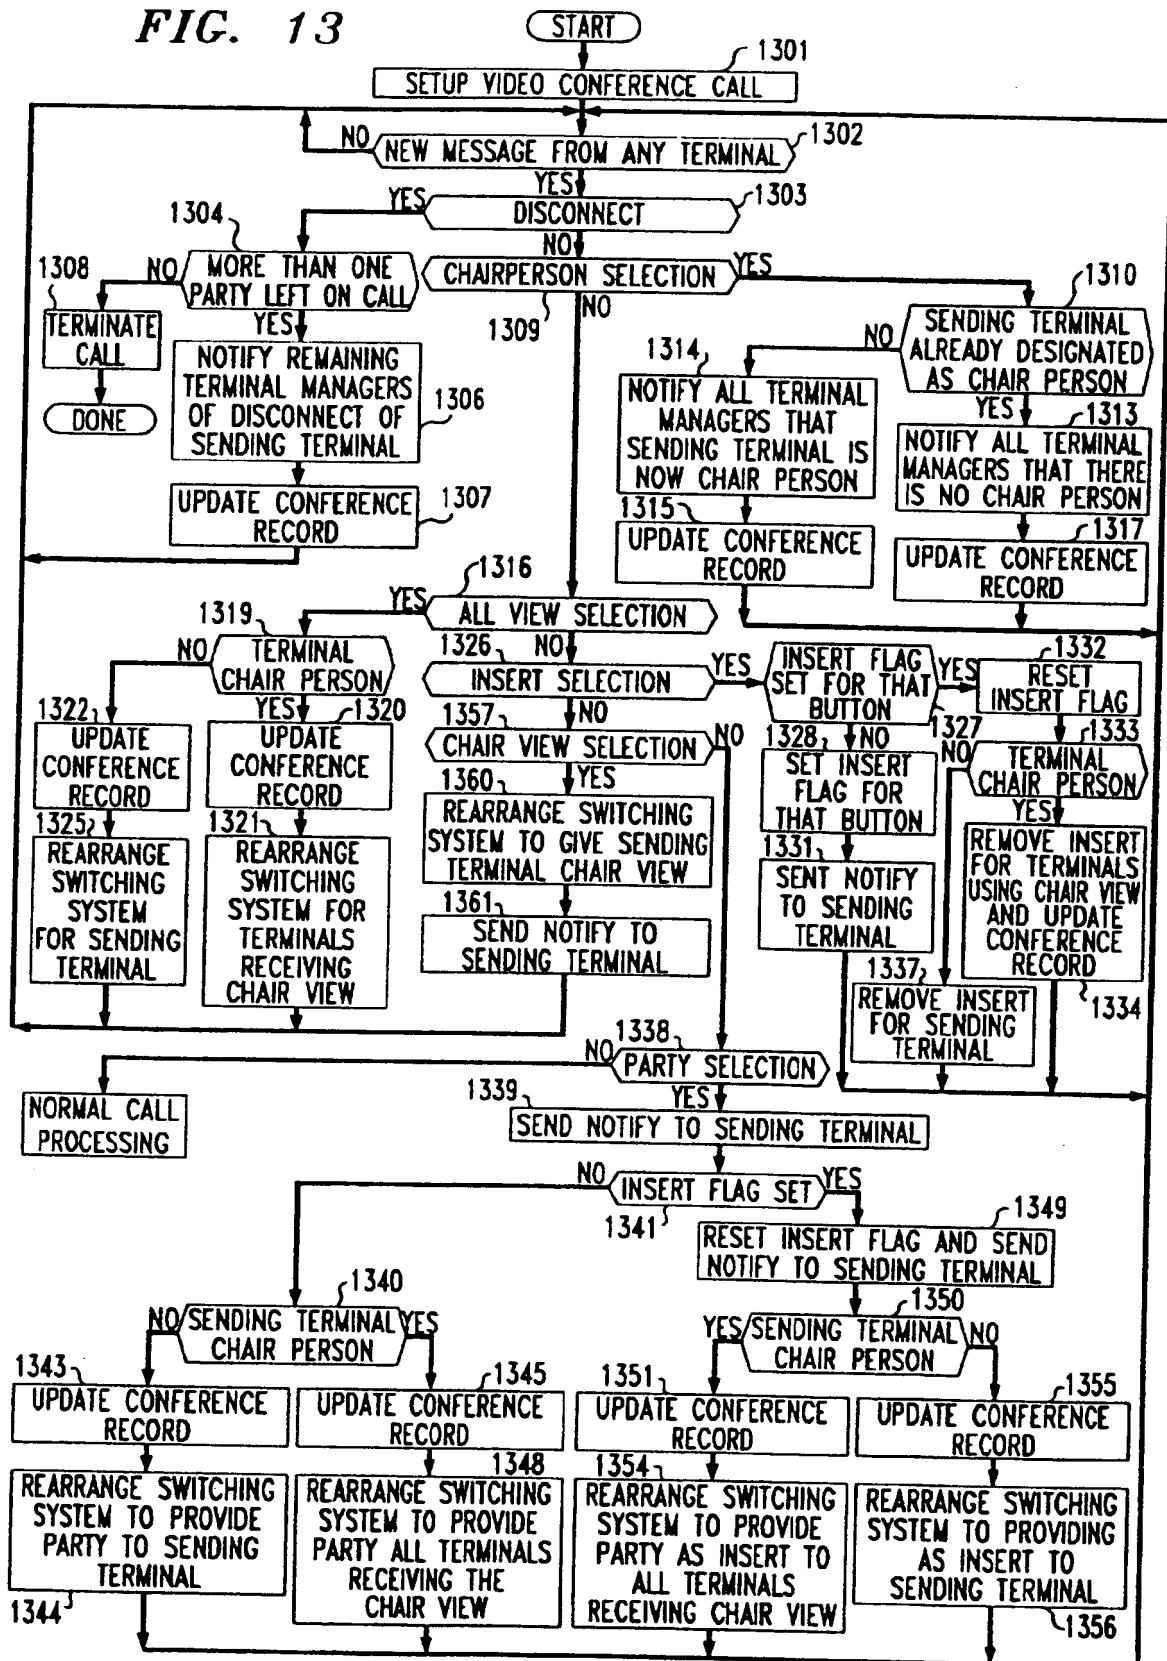 FIG. 13
START
1301
SETUP VIDEO CONFERENCE CALL
NO
NEW MESSAGE FROM ANY TERMINAL
1302
YES
YES
DISCONNECT
1303
1304
NO
NO
MORE THAN ONE
PARTY LEFT ON CALL
CHAIRPERSON SELECTION
YES
1308
1309
NO
1310
TERMINATE
CALL
YES
SENDING TERMINAL
ALREADY DESIGNATED
AS CHAIR PERSON
NO
DONE
NOTIFY REMAINING
TERMINAL MANAGERS
OF DISCONNECT OF
SENDING TERMINAL
1306
1314
NOTIFY ALL TERMINAL
MANAGERS THAT
SENDING TERMINAL IS
NOW CHAIR PERSON
YES
1313
NOTIFY ALL TERMINAL
MANAGERS THAT THERE
IS NO CHAIR PERSON
UPDATE CONFERENCE
RECORD
1307
1315
UPDATE CONFERENCE
RECORD
1317
UPDATE CONFERENCE
RECORD
1316
YES
ALL VIEW SELECTION
1319
NO
TERMINAL
CHAIR PERSON
1326
NO
INSERT SELECTION
YES
INSERT FLAG
SET FOR THAT
BUTTON
1327
YES
1332
RESET
INSERT FLAG
1322
UPDATE
CONFERENCE
RECORD
YES
1320
UPDATE
CONFERENCE
RECORD
1357
NO
CHAIR VIEW SELECTION
NO
1328
NO
SET INSERT
FLAG FOR
THAT BUTTON
NO
1333
TERMINAL
CHAIR PERSON
1360
YES
REARRANGE SWITCHING
SYSTEM TO GIVE SENDING
TERMINAL CHAIR VIEW
YES
1325
REARRANGE
SWITCHING
SYSTEM
FOR SENDING
TERMINAL
1321
REARRANGE
SWITCHING
SYSTEM FOR
TERMINALS
RECEIVING
CHAIR VIEW
1331
SENT NOTIFY
TO SENDING
TERMINAL
REMOVE INSERT
FOR TERMINALS
USING CHAIR VIEW
AND UPDATE
CONFERENCE
RECORD
1334
1361
SEND NOTIFY TO
SENDING TERMINAL
1337
REMOVE INSERT
FOR SENDING
TERMINAL
1338
NO
PARTY SELECTION
NORMAL CALL
PROCESSING
1339
YES
SEND NOTIFY TO SENDING TERMINAL
NO
INSERT FLAG SET
YES
1341
1349
RESET INSERT FLAG AND SEND
NOTIFY TO SENDING TERMINAL
1340
NO
SENDING TERMINAL
CHAIR PERSON
YES
1350
YES
SENDING TERMINAL
CHAIR PERSON
NO
1343
UPDATE CONFERENCE
RECORD
1345
UPDATE CONFERENCE
RECORD
1351
UPDATE CONFERENCE
RECORD
1355
UPDATE CONFERENCE
RECORD
REARRANGE SWITCHING
SYSTEM TO PROVIDE
PARTY TO SENDING
TERMINAL
1344
1348
REARRANGE SWITCHING
SYSTEM TO PROVIDE
PARTY ALL TERMINALS
RECEIVING THE
CHAIR VIEW
1354
REARRANGE SWITCHING
SYSTEM TO PROVIDE
PARTY AS INSERT TO
ALL TERMINALS
RECEIVING CHAIR VIEW
REARRANGE SWITCHING
SYSTEM TO PROVIDING
AS INSERT TO
SENDING TERMINAL
1356